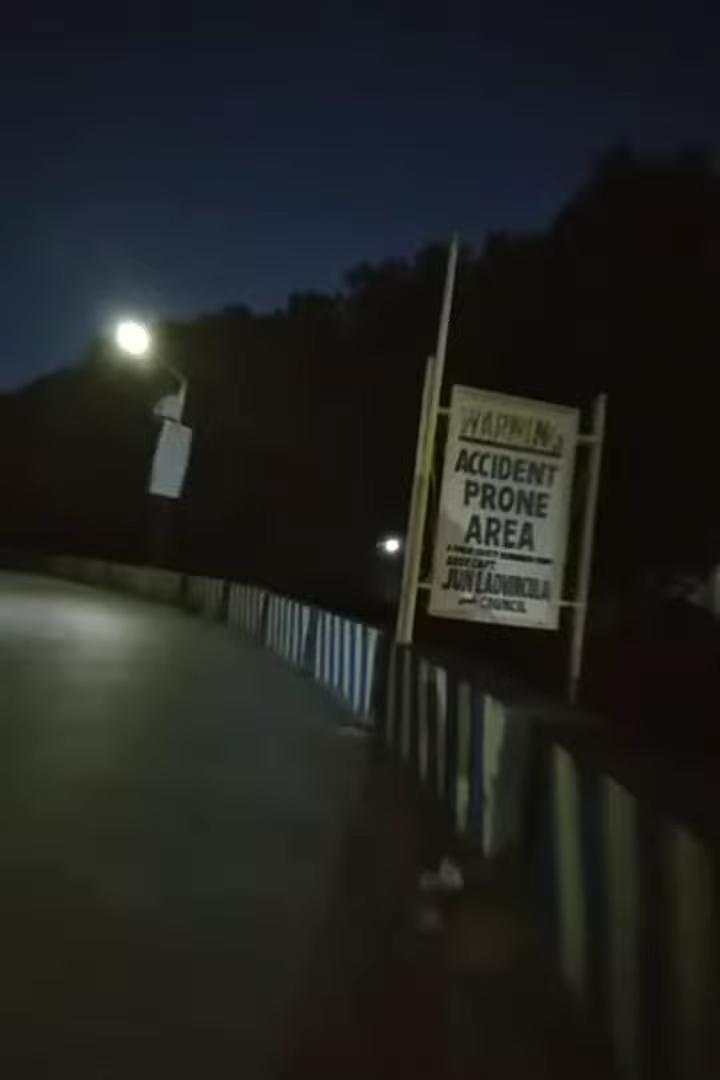 WARNING
ACCIDENT
PRONE
AREA
JUN LADVINCULA
COUNCIL